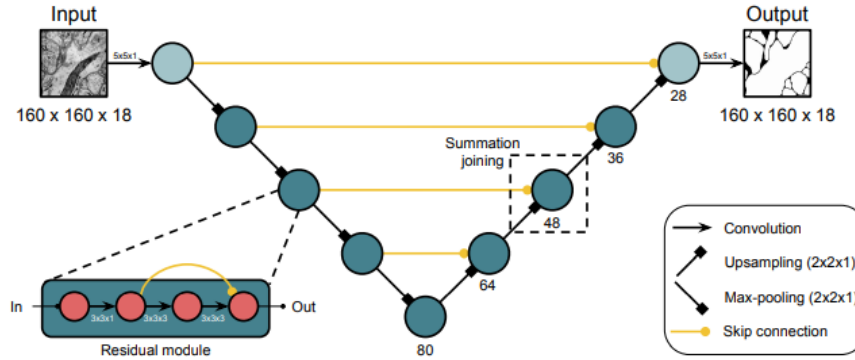 Input
Output
5x5x1
5x5x1
160 x 160 x 18
160 x 160 x 18
28
36
Summation
joining
48
64
80
In
3x3x1
3x3x3
3x3x3
Out
Residual module
Convolution
Upsampling (2x2x1)
Max-pooling (2x2x1)
Skip connection